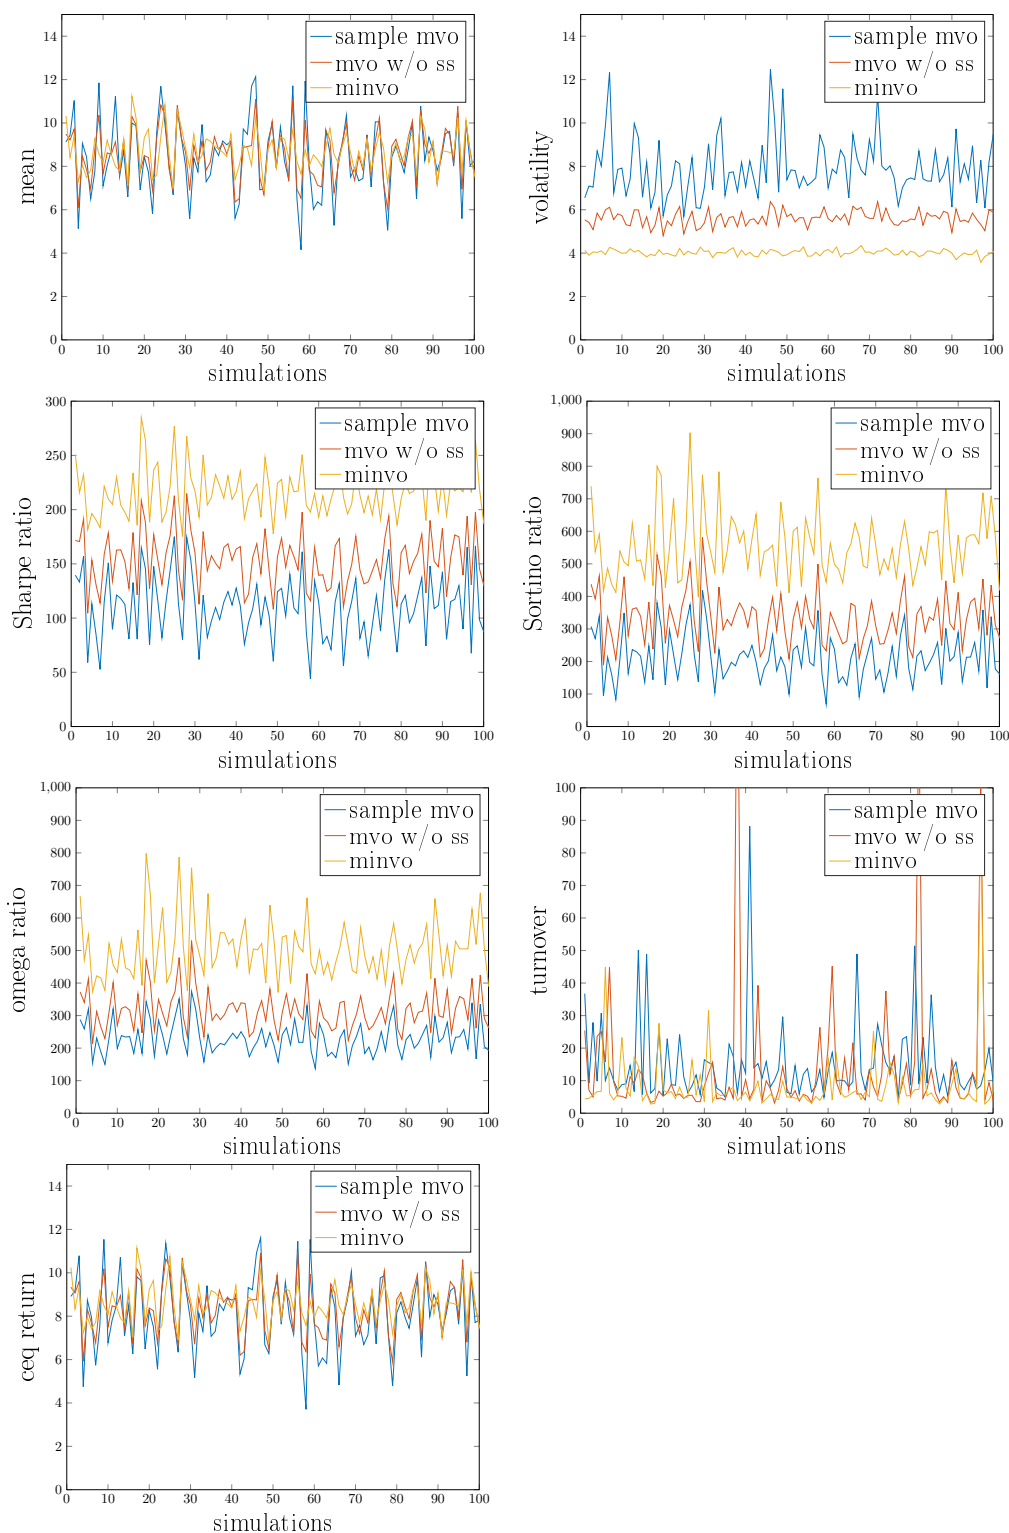 14
12
10
8
6
4
2
0
mean
sample mvo
mvo w/o ss
minvo
0 10 20 30 40 50 60 70 80 90 100
simulations
14
12
10
8
6
4
2
0
volatility
sample mvo
mvo w/o ss
minvo
0 10 20 30 40 50 60 70 80 90 100
simulations
300
250
200
150
100
50
0
Sharpe ratio
sample mvo
mvo w/o ss
minvo
0 10 20 30 40 50 60 70 80 90 100
simulations
1,000
900
800
700
600
500
400
300
200
100
0
Sortino ratio
sample mvo
mvo w/o ss
minvo
0 10 20 30 40 50 60 70 80 90 100
simulations
1,000
900
800
700
600
500
400
300
200
100
0
omega ratio
sample mvo
mvo w/o ss
minvo
0 10 20 30 40 50 60 70 80 90 100
simulations
100
90
80
70
60
50
40
30
20
10
0
turnover
sample mvo
mvo w/o ss
minvo
0 10 20 30 40 50 60 70 80 90 100
simulations
14
12
10
8
6
4
2
0
ceq return
sample mvo
mvo w/o ss
minvo
0 10 20 30 40 50 60 70 80 90 100
simulations